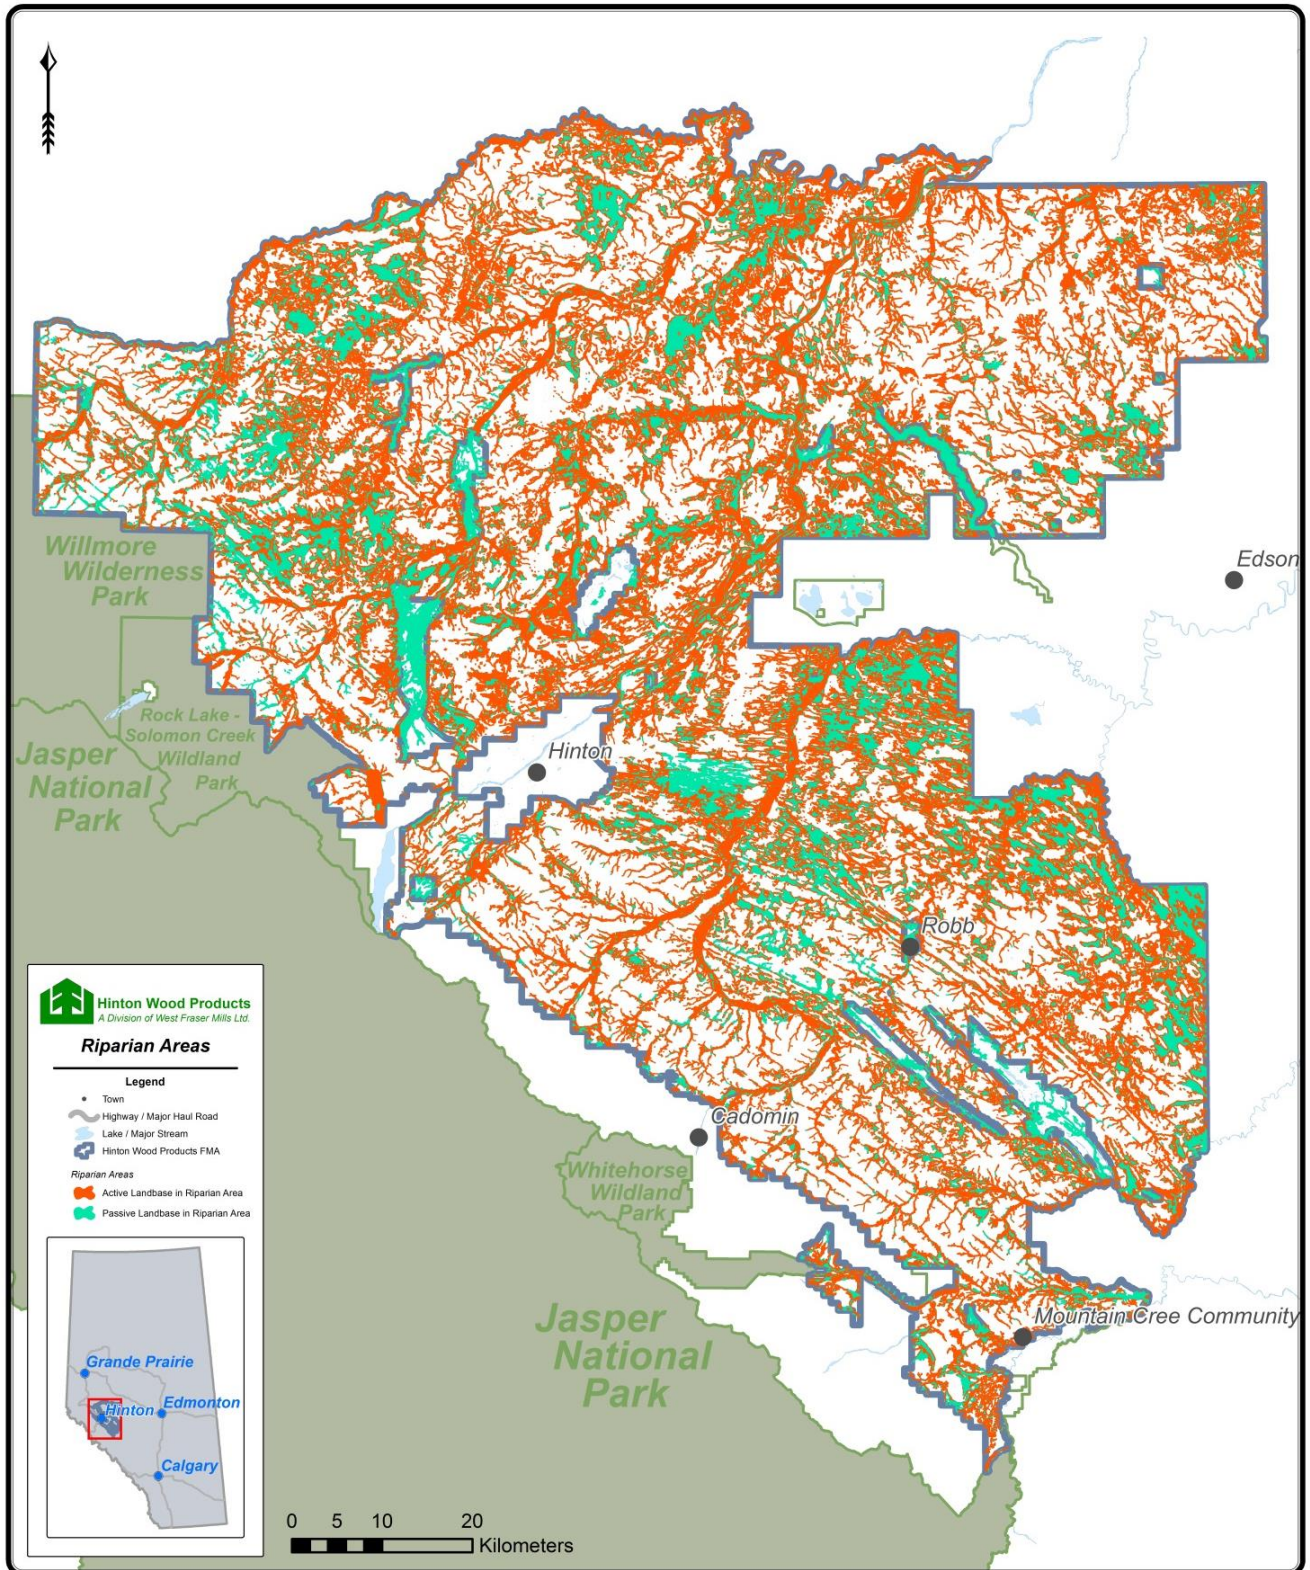 Willmore
Wilderness
Park
Edson
Rock Lake -
Solomon Creek
Wildland
Park
Jasper
National
Park
Hinton
Robb
Cadomin
Whitehorse
Wildland
Park
Jasper
National
Park
Mountain Cree Community
Hinton Wood Products
A Division of West Fraser Mills Ltd.
Riparian Areas
Legend
Town
Highway / Major Haul Road
Lake / Major Stream
Hinton Wood Products FMA
Riparian Areas
Active Landbase in Riparian Area
Passive Landbase in Riparian Area
Grande Prairie
Hinton
Edmonton
Calgary
0 5 10 20
Kilometers